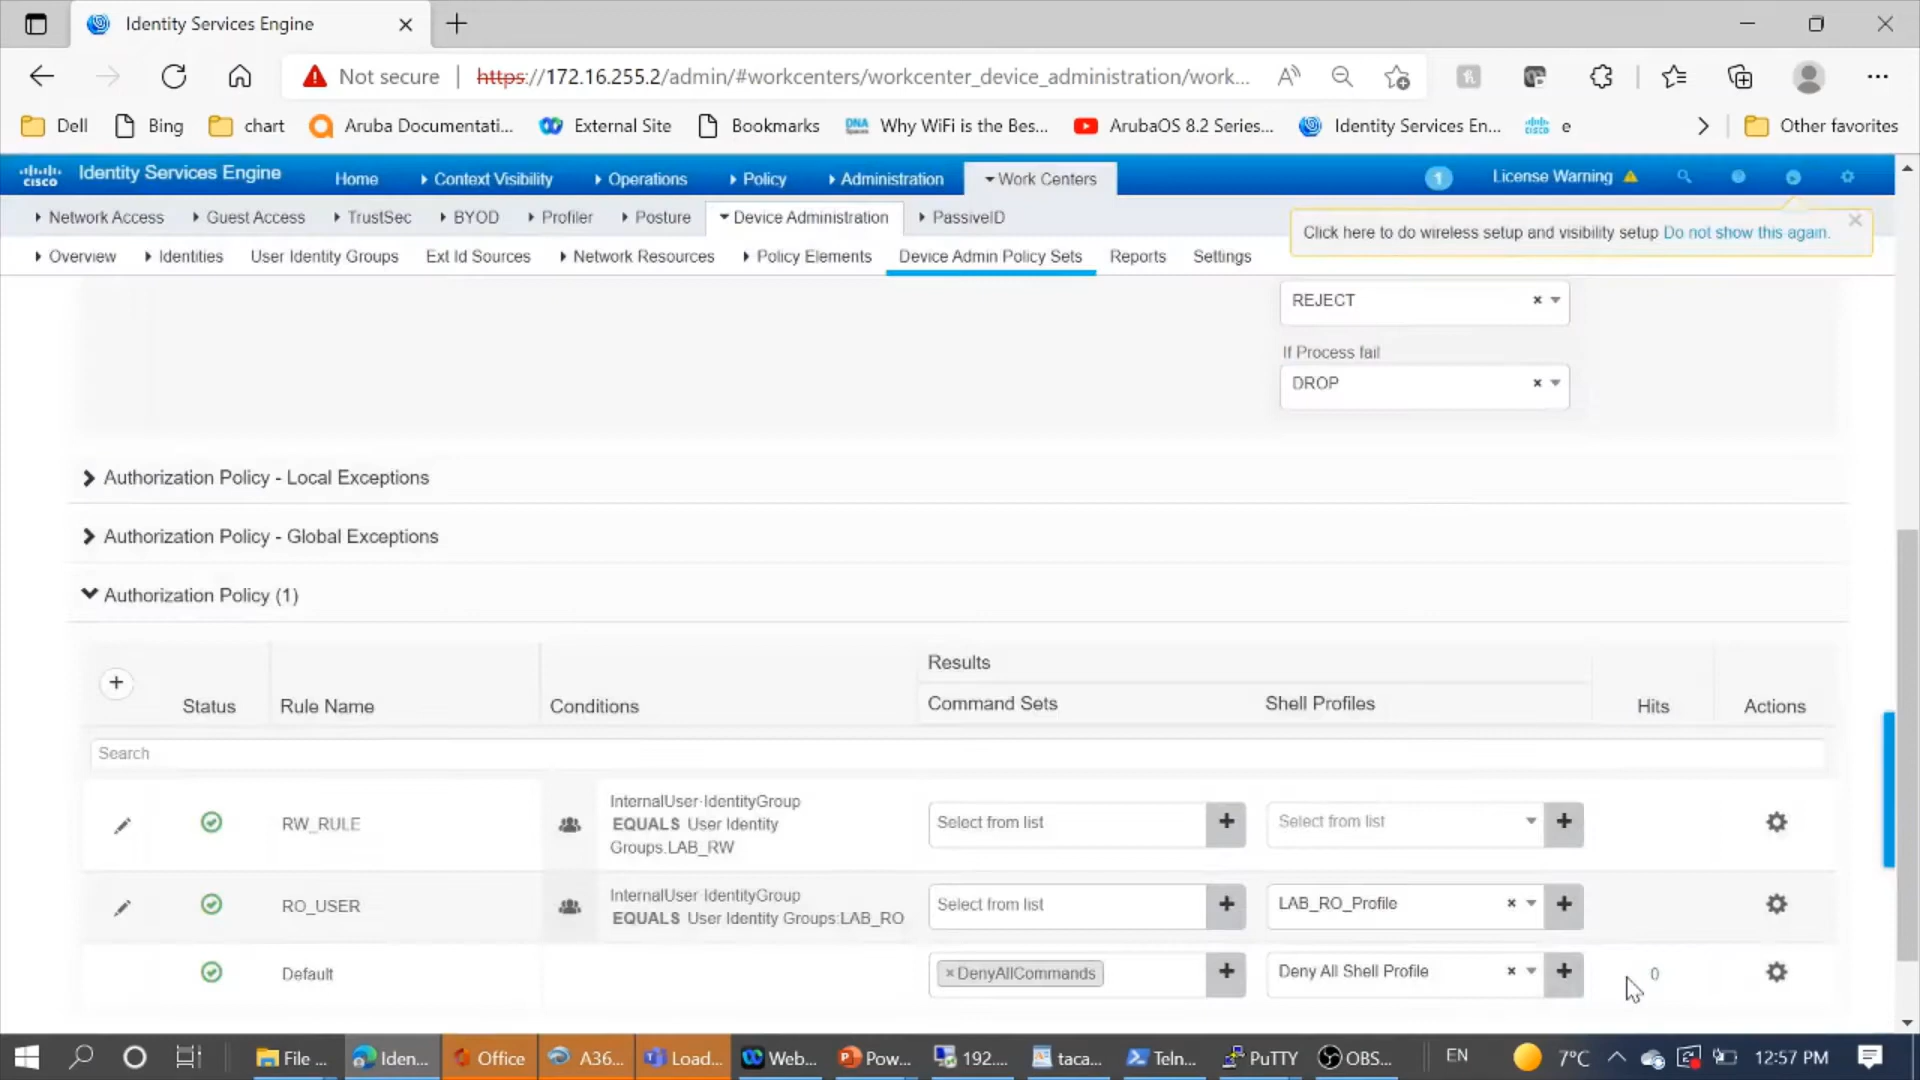 Identity Services Engine
Not secure https://172.16.255.2/admin/#workcenters/workcenter_device_administration/work...
Dell Bing chart Aruba Documentati... External Site Bookmarks Why WiFi is the Bes... ArubaOS 8.2 Series... Identity Services En... e Other favorites
cisco Identity Services Engine Home Context Visibility Operations Policy Administration Work Centers 1 License Warning
Network Access Guest Access TrustSec BYOD Profiler Posture Device Administration PassiveID
Click here to do wireless setup and visibility setup Do not show this again.
Overview Identities User Identity Groups Ext Id Sources Network Resources Policy Elements Device Admin Policy Sets Reports Settings
REJECT
If Process fail
DROP
Authorization Policy - Local Exceptions
Authorization Policy - Global Exceptions
Authorization Policy (1)
Results
Status Rule Name Conditions Command Sets Shell Profiles Hits Actions
Search
RW_RULE
InternalUser·IdentityGroup
EQUALS User Identity
Groups.LAB_RW
Select from list
Select from list
RO_USER
InternalUser IdentityGroup
EQUALS User Identity Groups:LAB_RO
Select from list
LAB_RO_Profile
Default
DenyAllCommands
Deny All Shell Profile
0
File ... Iden... Office A36... Load... Web... Pow... 192... taca... Teln... PuTTY OBS... EN 7°C 12:57 PM